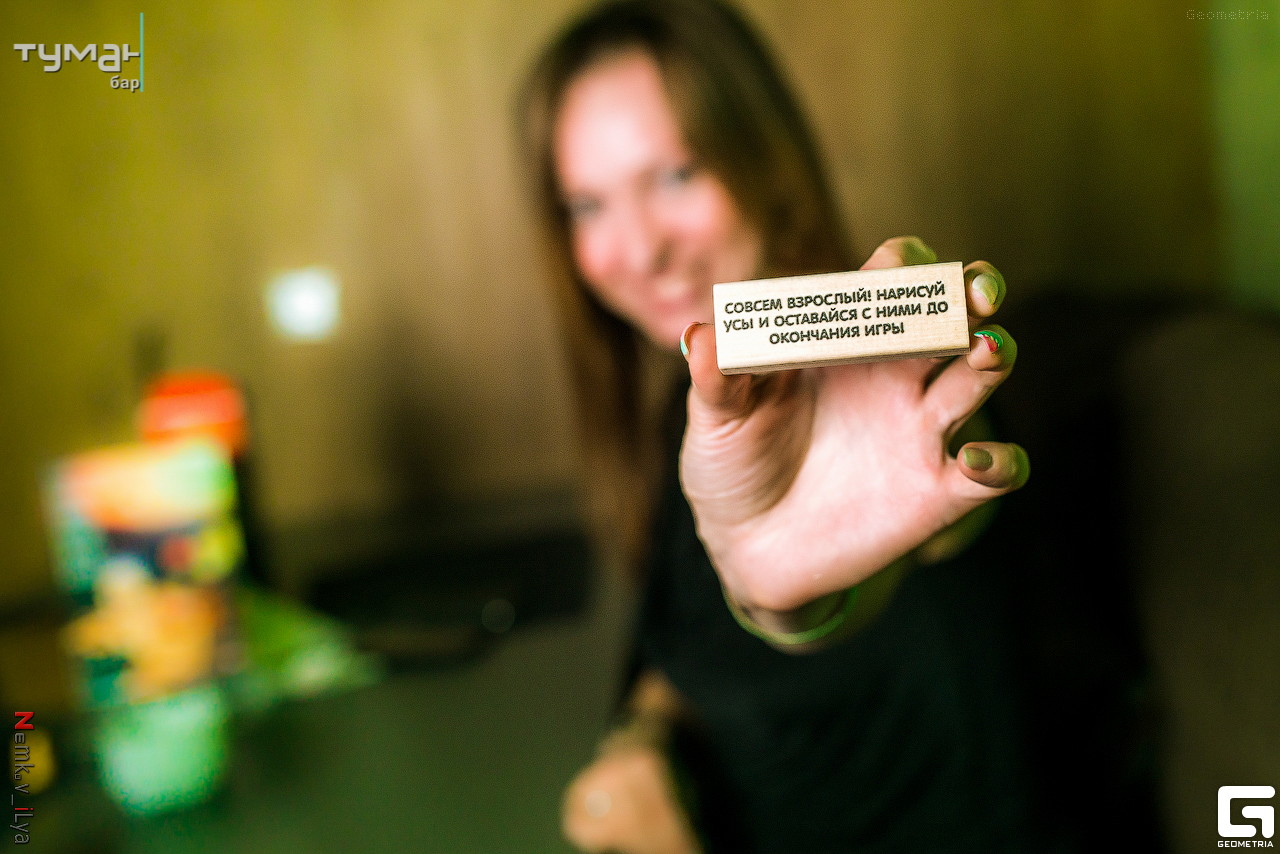 туман
бар
Geometria
СОВСЕМ ВЗРОСЛЫЙ! НАРИСУЙ
УСЫ И ОСТАВАЙСЯ С НИМИ ДО
ОКОНЧАНИЯ ИГРЫ
Nemk.v_iLya
GEOMETRIA